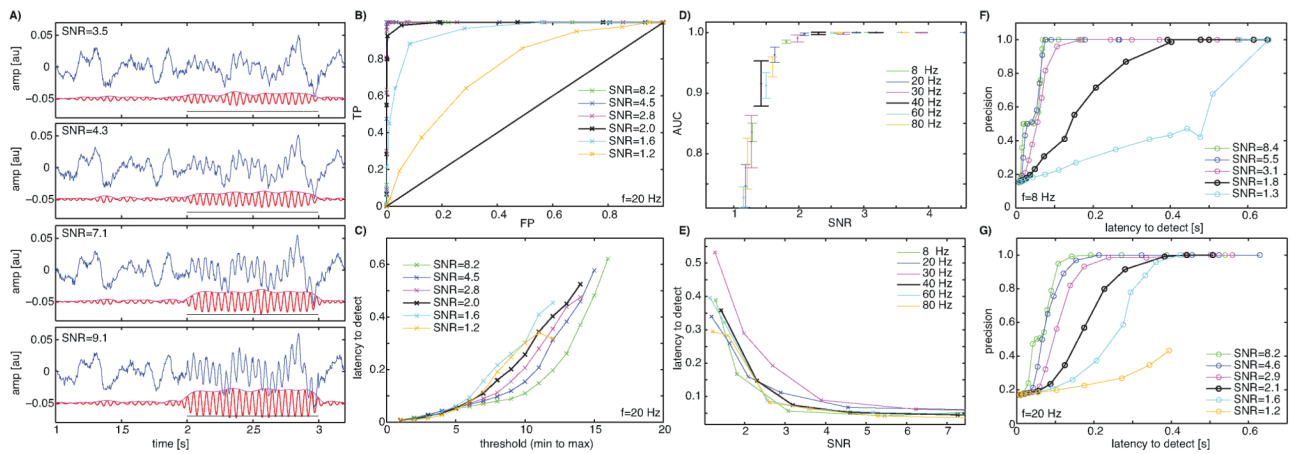 A)
SNR=3.5
amp [au]
0.05
0
−0.05
SNR=4.3
amp [au]
0.05
0
−0.05
SNR=7.1
amp [au]
0.05
0
−0.05
SNR=9.1
amp [au]
0.05
0
−0.05
1 1.5 2 2.5 3 3.2
time [s]
B)
TP
1
0.8
0.6
0.4
0.2
0
0 0.2 0.4 0.6 0.8 1
FP
SNR=8.2
SNR=4.5
SNR=2.8
SNR=2.0
SNR=1.6
SNR=1.2
f=20 Hz
C)
latency to detect
0.6
0.4
0.2
0
0 5 10 15 20
threshold (min to max)
SNR=8.2
SNR=4.5
SNR=2.8
SNR=2.0
SNR=1.6
SNR=1.2
f=20 Hz
D)
AUC
1
0.9
0.8
1 1.5 2 2.5 3 3.5 4 4.5
SNR
8 Hz
20 Hz
30 Hz
40 Hz
60 Hz
80 Hz
E)
latency to detect
0.5
0.4
0.3
0.2
0.1
0.05
2 3 4 5 6 7
SNR
8 Hz
20 Hz
30 Hz
40 Hz
60 Hz
80 Hz
F)
precision
1
0.8
0.6
0.4
0.2
0
0 0.2 0.4 0.6
latency to detect [s]
SNR=8.4
SNR=5.5
SNR=3.1
SNR=1.8
SNR=1.3
f=8 Hz
G)
precision
1
0.8
0.6
0.4
0.2
0
0 0.2 0.4 0.6
latency to detect [s]
SNR=8.2
SNR=4.6
SNR=2.9
SNR=2.1
SNR=1.6
SNR=1.2
f=20 Hz